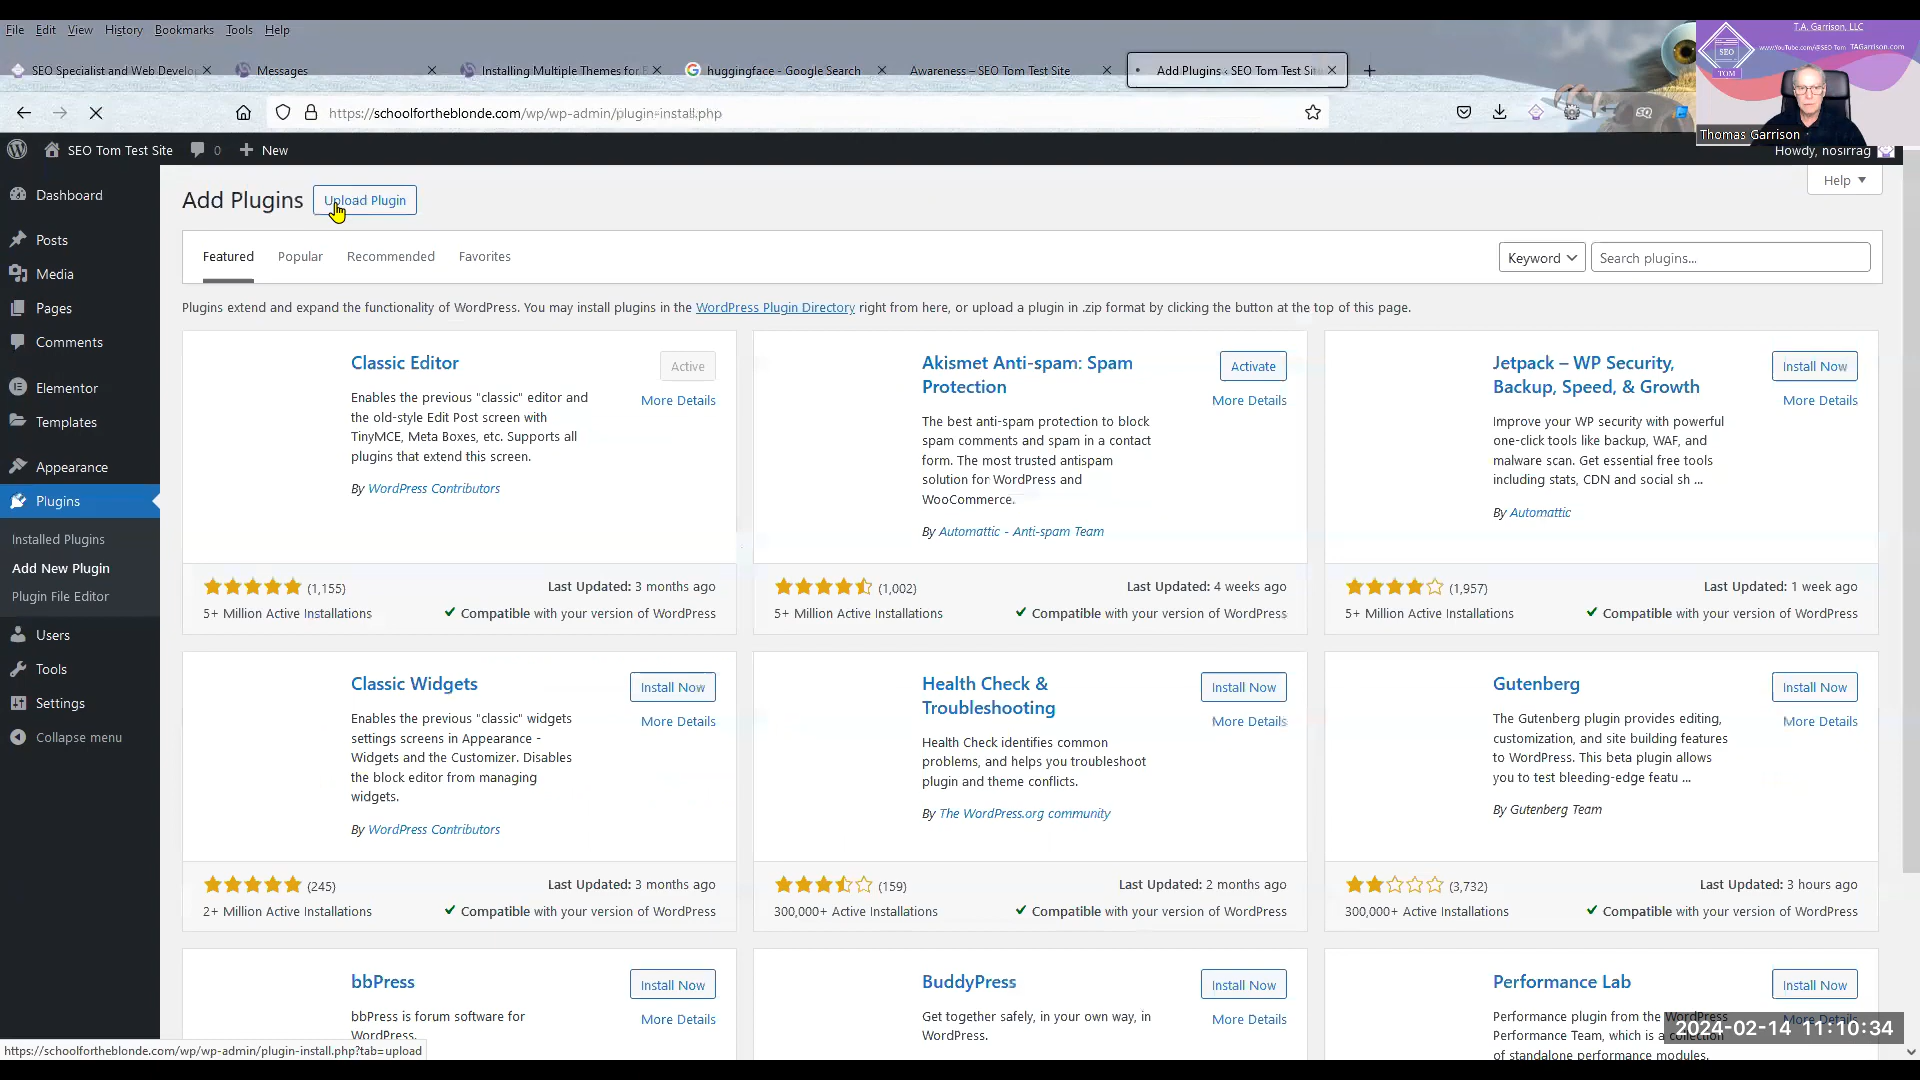 File Edit View History Bookmarks Tools Help
T.A. Garrison, LLC
www.YouTube.com/@SEO-Tom TAGarrison.com
SEO
TOM
Thomas Garrison
SEO Specialist and Web Develo
Messages
Installing Multiple Themes for E
huggingface - Google Search
Awareness – SEO Tom Test Site
Add Plugins ‹ SEO Tom Test Sit
https://schoolfortheblonde.com/wp/wp-admin/plugin-install.php
SEO Tom Test Site
0
New
Howdy, nosirrag
Dashboard
Posts
Media
Pages
Comments
Elementor
Templates
Appearance
Plugins
Installed Plugins
Add New Plugin
Plugin File Editor
Users
Tools
Settings
Collapse menu
Add Plugins
Upload Plugin
Help
Featured
Popular
Recommended
Favorites
Keyword
Search plugins...
Plugins extend and expand the functionality of WordPress. You may install plugins in the WordPress Plugin Directory right from here, or upload a plugin in .zip format by clicking the button at the top of this page.
Classic Editor
Active
More Details
Enables the previous "classic" editor and
the old-style Edit Post screen with
TinyMCE, Meta Boxes, etc. Supports all
plugins that extend this screen.
By WordPress Contributors
(1,155)
Last Updated: 3 months ago
5+ Million Active Installations
Compatible with your version of WordPress
Akismet Anti-spam: Spam
Protection
Activate
More Details
The best anti-spam protection to block
spam comments and spam in a contact
form. The most trusted antispam
solution for WordPress and
WooCommerce.
By Automattic - Anti-spam Team
(1,002)
Last Updated: 4 weeks ago
5+ Million Active Installations
Compatible with your version of WordPress
Jetpack – WP Security,
Backup, Speed, & Growth
Install Now
More Details
Improve your WP security with powerful
one-click tools like backup, WAF, and
malware scan. Get essential free tools
including stats, CDN and social sh ...
By Automattic
(1,957)
Last Updated: 1 week ago
5+ Million Active Installations
Compatible with your version of WordPress
Classic Widgets
Install Now
More Details
Enables the previous "classic" widgets
settings screens in Appearance -
Widgets and the Customizer. Disables
the block editor from managing
widgets.
By WordPress Contributors
(245)
Last Updated: 3 months ago
2+ Million Active Installations
Compatible with your version of WordPress
Health Check &
Troubleshooting
Install Now
More Details
Health Check identifies common
problems, and helps you troubleshoot
plugin and theme conflicts.
By The WordPress.org community
(159)
Last Updated: 2 months ago
300,000+ Active Installations
Compatible with your version of WordPress
Gutenberg
Install Now
More Details
The Gutenberg plugin provides editing,
customization, and site building features
to WordPress. This beta plugin allows
you to test bleeding-edge featu ...
By Gutenberg Team
(3,732)
Last Updated: 3 hours ago
300,000+ Active Installations
Compatible with your version of WordPress
bbPress
Install Now
More Details
bbPress is forum software for
WordPress.
BuddyPress
Install Now
More Details
Get together safely, in your own way, in
WordPress.
Performance Lab
Install Now
More Details
Performance plugin from the WordPress
Performance Team, which is a collection
of standalone performance modules.
2024-02-14 11:10:34
https://schoolfortheblonde.com/wp/wp-admin/plugin-install.php?tab=upload